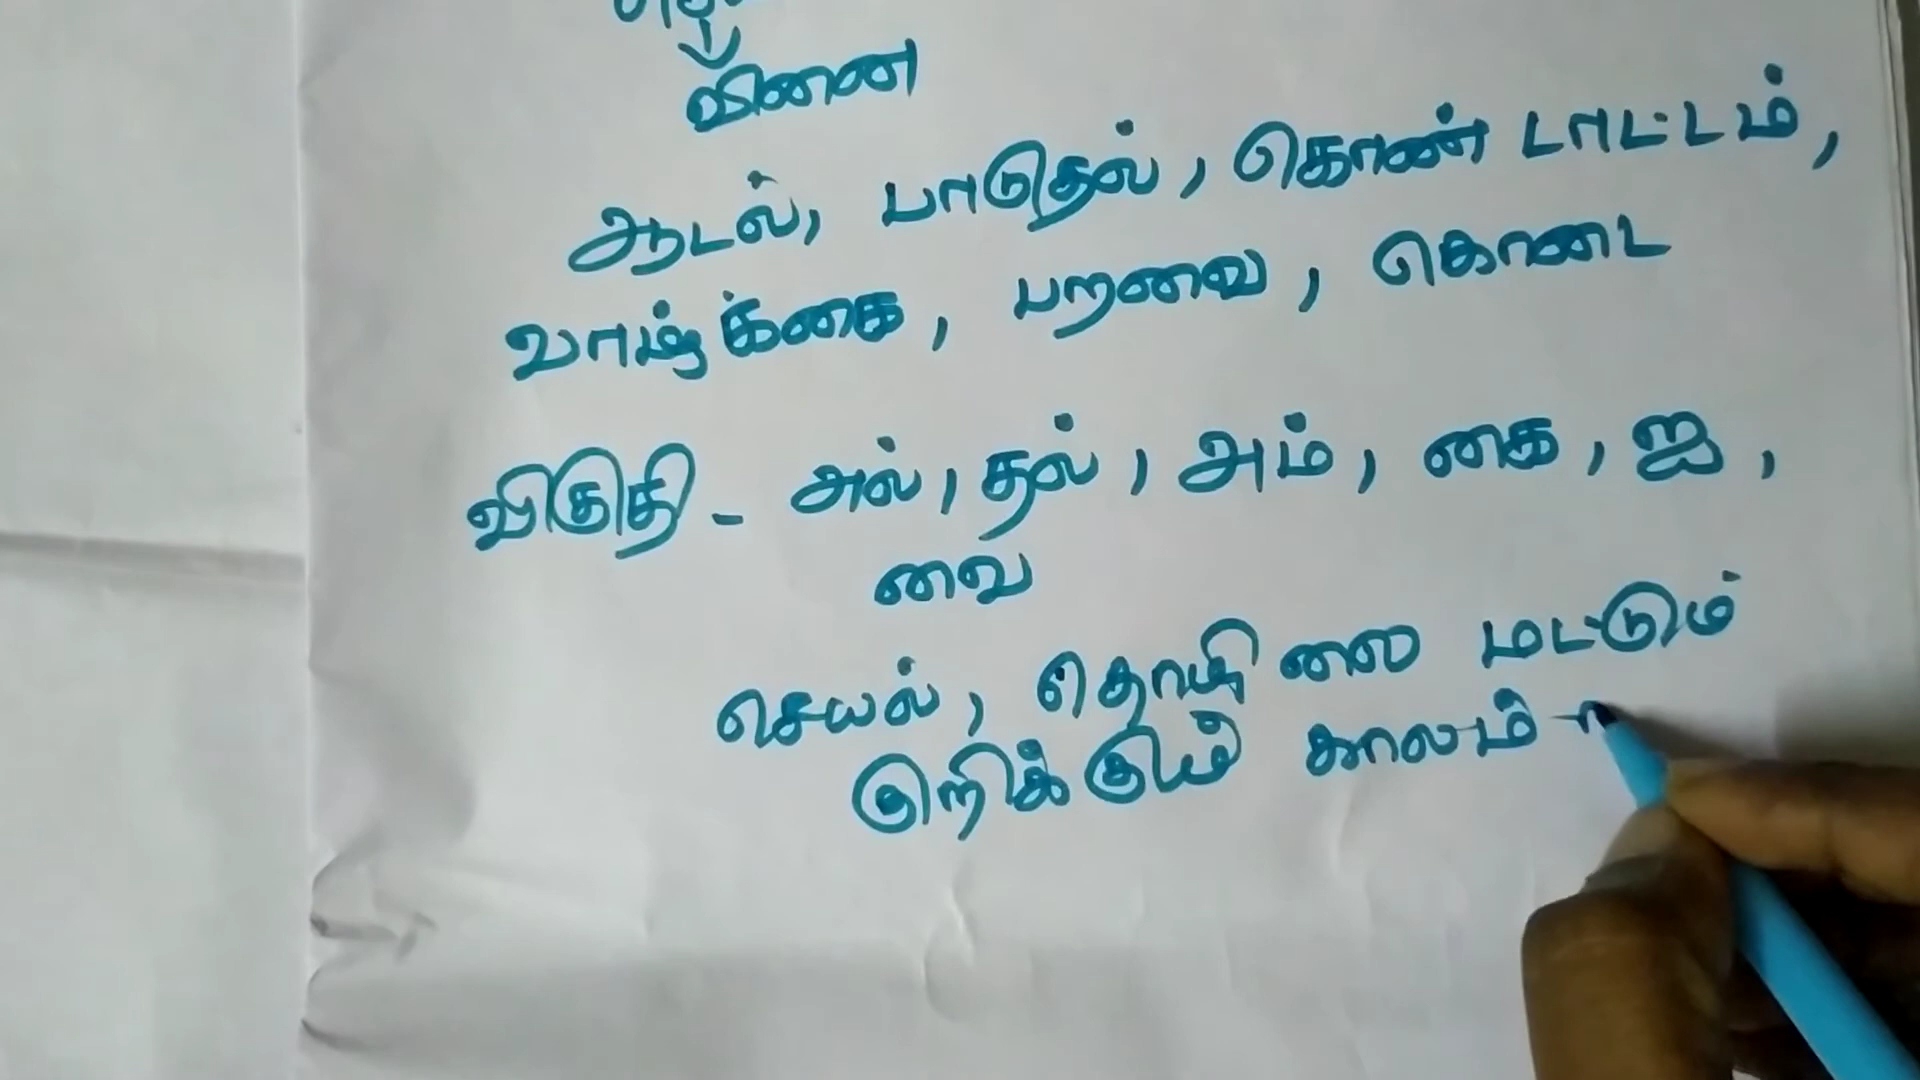 வினை
ஆடல், பாடுதல், கொண்டாட்டம்,
வாழ்க்கை, பறவை, கொடை
விகுதி - அல், தல், அம், கை, ஐ,
வை
செயல், தொழிலை மட்டும்
குறிக்கும் காலம்